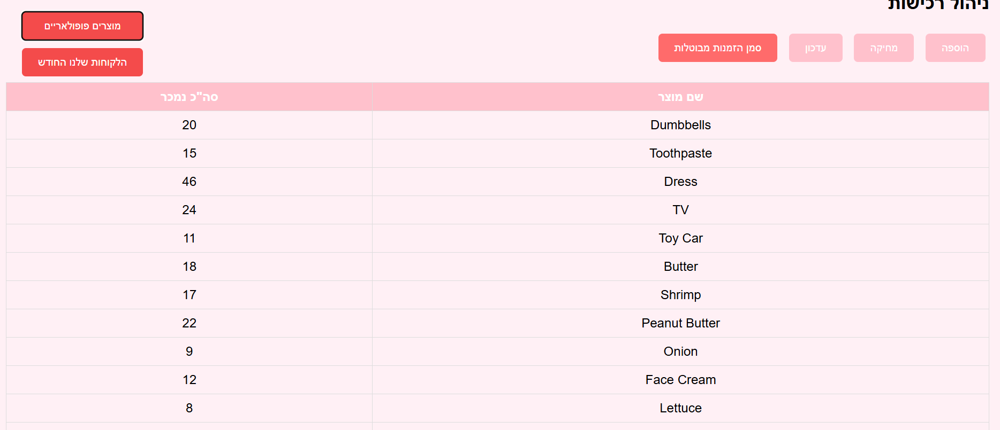 ניהול רכישות
הוספה מחיקה עדכון סמן הזמנות מבוטלות
מוצרים פופולאריים
הלקוחות שלנו החודש
שם מוצר סה"כ נמכר
Dumbbells 20
Toothpaste 15
Dress 46
TV 24
Toy Car 11
Butter 18
Shrimp 17
Peanut Butter 22
Onion 9
Face Cream 12
Lettuce 8